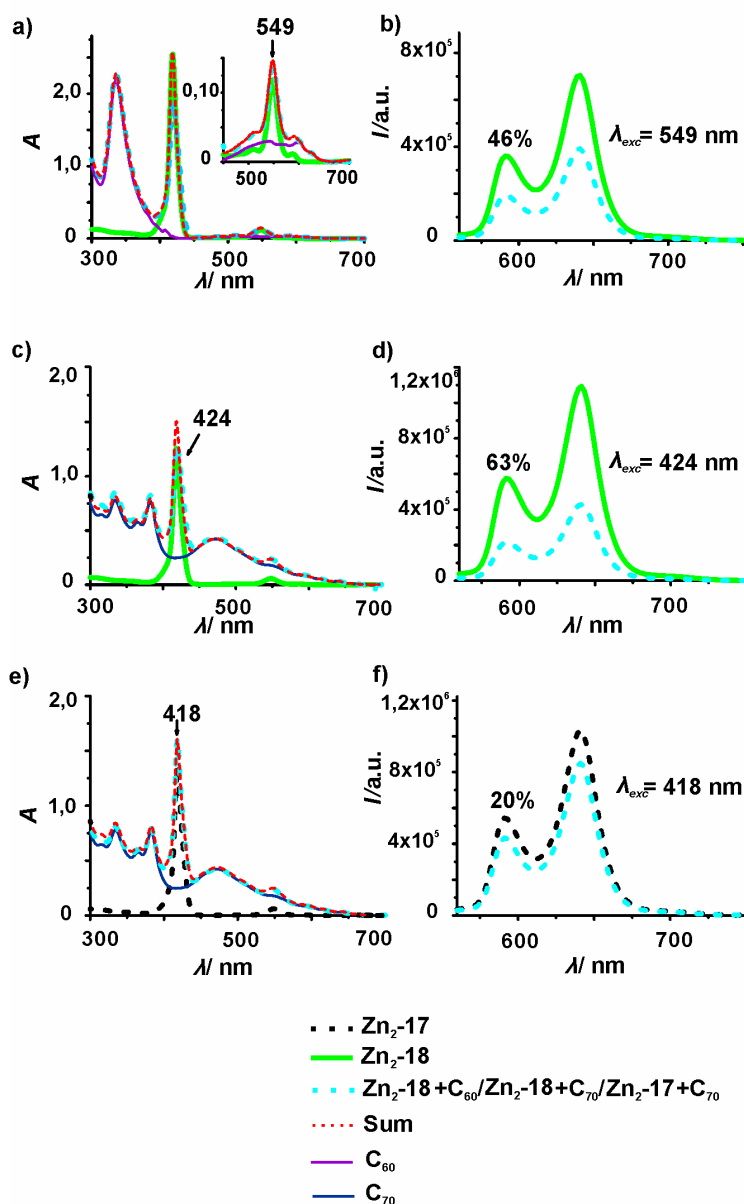 a)
549
2,0
0,10
A
1,0
0
0
500
700
300
500
700
λ/ nm
b)
8x10⁵
I/a.u.
46%
λexc= 549 nm
4x10⁵
0
600
700
λ/ nm
c)
2,0
424
A
1,0
0
300
500
700
λ/ nm
d)
1,2x10⁶
I/a.u.
8x10⁵
63%
λexc= 424 nm
4x10⁵
0
600
700
λ/ nm
e)
2,0
418
A
1,0
0
300
500
700
λ/ nm
f)
1,2x10⁶
I/a.u.
8x10⁵
20%
λexc= 418 nm
4x10⁵
0
600
700
λ/ nm
Zn₂-17
Zn₂-18
Zn₂-18+C₆₀/Zn₂-18+C₇₀/Zn₂-17+C₇₀
Sum
C₆₀
C₇₀